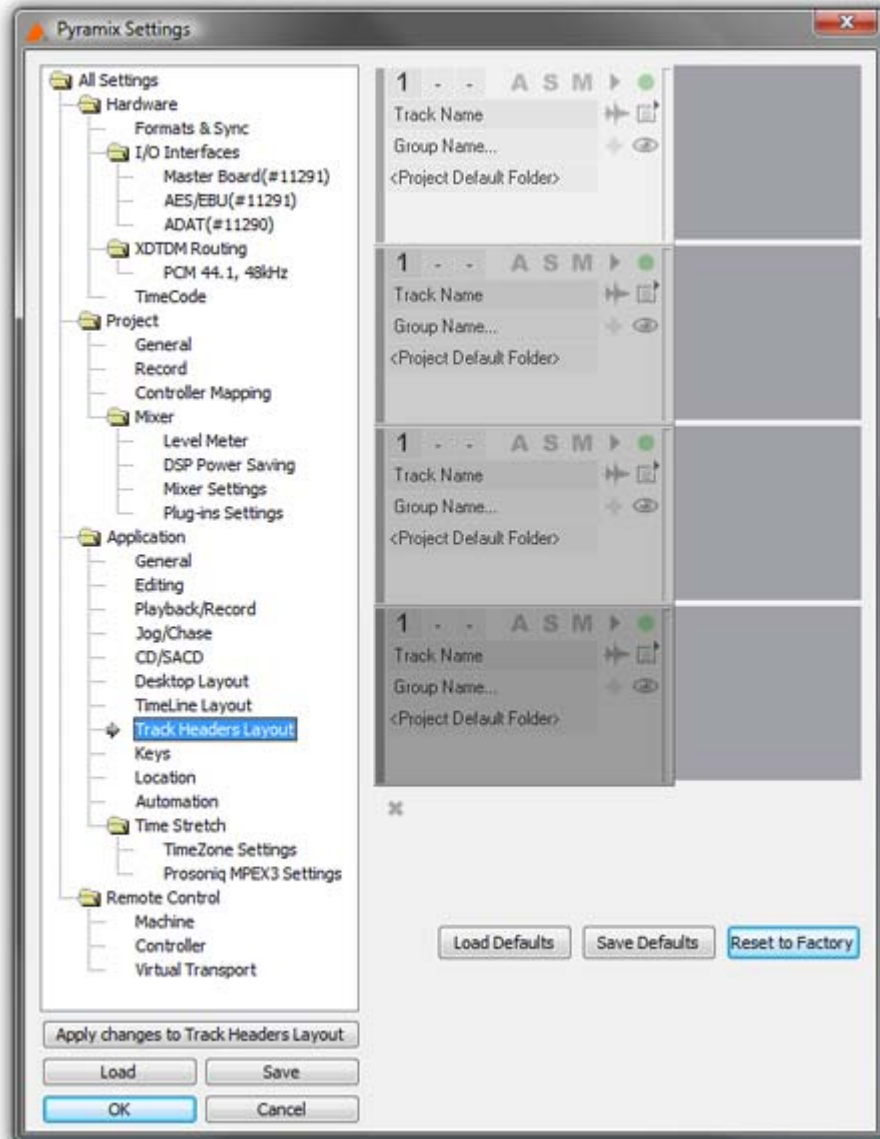 Pyramix Settings
All Settings
Hardware
Formats & Sync
I/O Interfaces
Master Board(#11291)
AES/EBU(#11291)
ADAT(#11290)
XDTDM Routing
PCM 44.1, 48kHz
TimeCode
Project
General
Record
Controller Mapping
Mixer
Level Meter
DSP Power Saving
Mixer Settings
Plug-ins Settings
Application
General
Editing
Playback/Record
Jog/Chase
CD/SACD
Desktop Layout
TimeLine Layout
Track Headers Layout
Keys
Location
Automation
Time Stretch
TimeZone Settings
Prosoniq MPEX3 Settings
Remote Control
Machine
Controller
Virtual Transport
Apply changes to Track Headers Layout
Load Save
OK Cancel
1 - - A S M
Track Name
Group Name...
<Project Default Folder>
1 - - A S M
Track Name
Group Name...
<Project Default Folder>
1 - - A S M
Track Name
Group Name...
<Project Default Folder>
1 - - A S M
Track Name
Group Name...
<Project Default Folder>
Load Defaults Save Defaults Reset to Factory